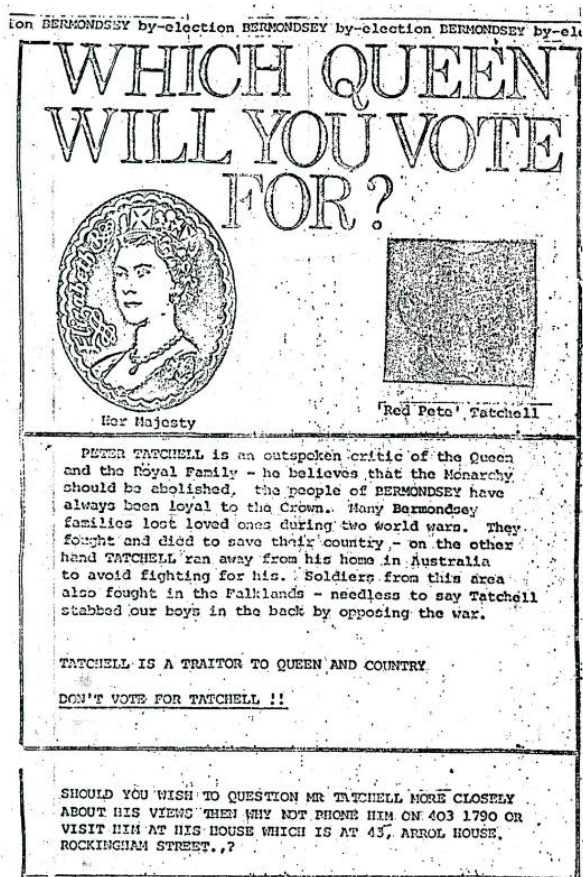 ion BERMONDSEY by-election BERMONDSEY by-election BERMONDSEY by-ele
WHICH QUEEN
WILL YOU VOTE
FOR?
Elizabeth
Her Majesty
'Red Pete' Tatchell
PETER TATCHELL is an outspoken critic of the Queen
and the Royal Family - he believes that the Monarchy
should be abolished, the people of BERMONDSEY have
always been loyal to the Crown. Many Bermondsey
families lost loved ones during two world wars. They
fought and died to save their country - on the other
hand TATCHELL ran away from his home in Australia
to avoid fighting for his. Soldiers from this area
also fought in the Falklands - needless to say Tatchell
stabbed our boys in the back by opposing the war.
TATCHELL IS A TRAITOR TO QUEEN AND COUNTRY
DON'T VOTE FOR TATCHELL !!
SHOULD YOU WISH TO QUESTION MR TATCHELL MORE CLOSELY
ABOUT HIS VIEWS THEN WHY NOT PHONE HIM ON 403 1790 OR
VISIT HIM AT HIS HOUSE WHICH IS AT 43, ARROL HOUSE,
ROCKINGHAM STREET.,?